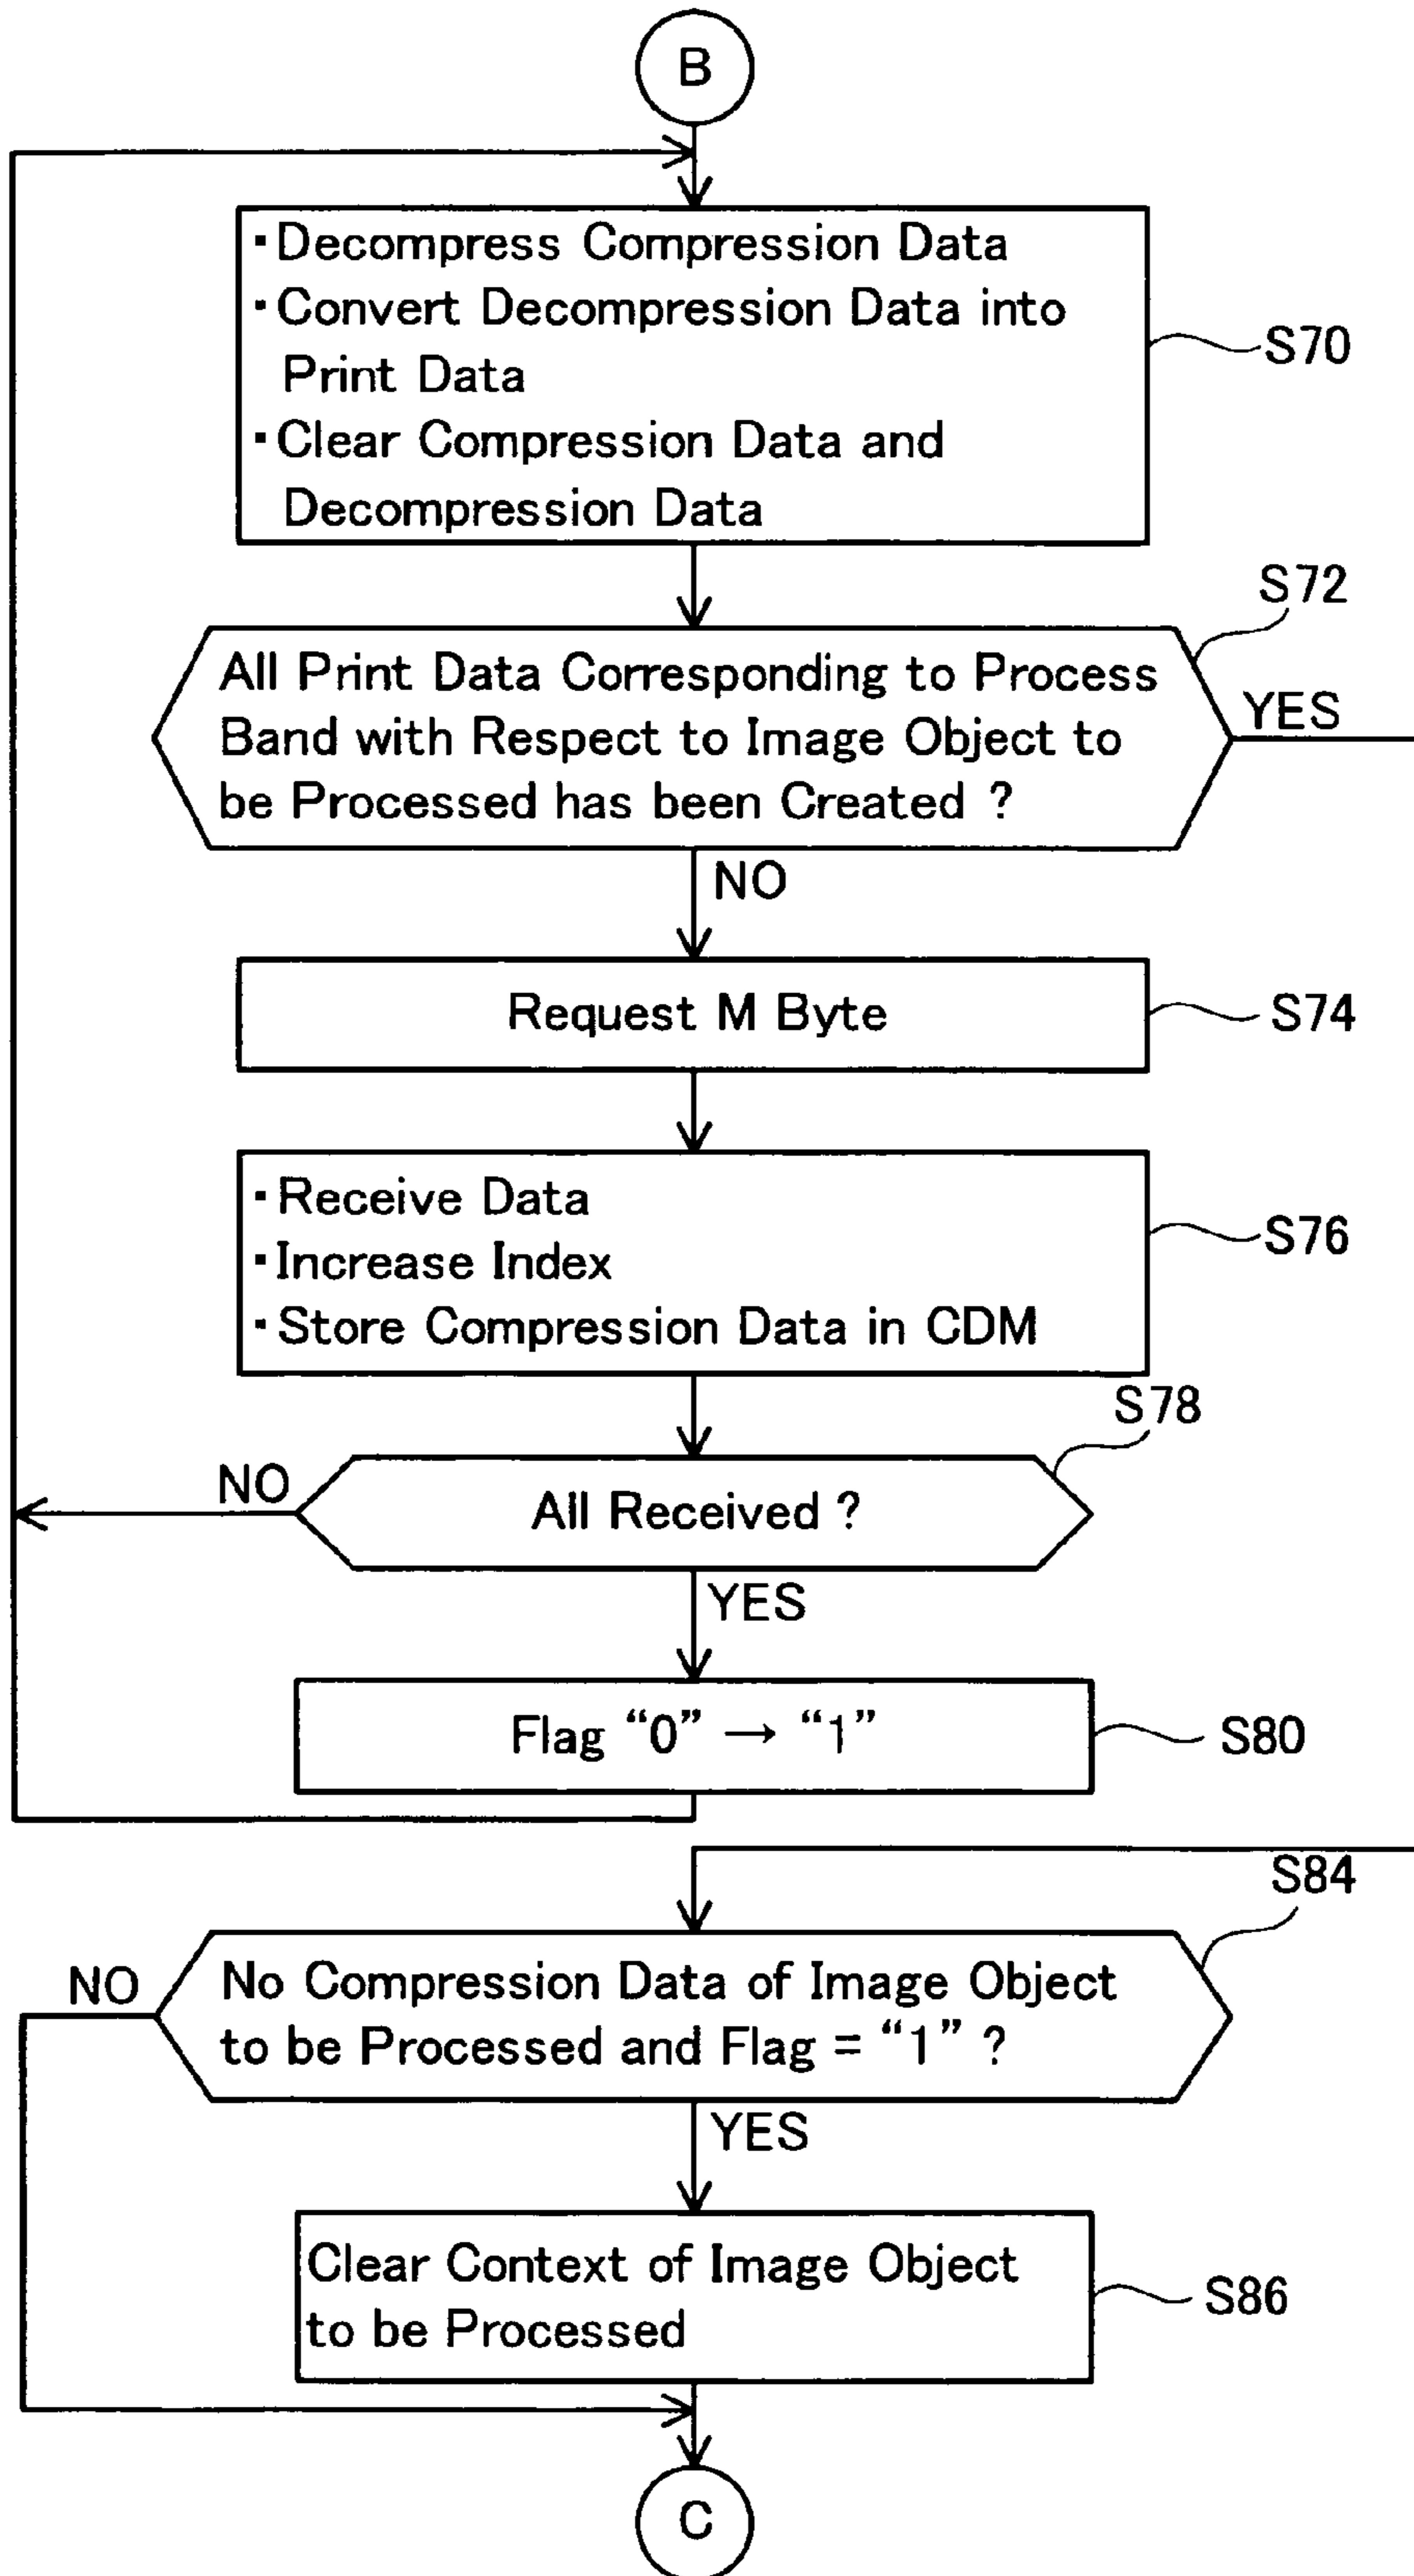 B
・Decompress Compression Data
・Convert Decompression Data into
Print Data
・Clear Compression Data and
Decompression Data
S70
S72
All Print Data Corresponding to Process
Band with Respect to Image Object to
be Processed has been Created ?
YES
NO
Request M Byte
S74
・Receive Data
・Increase Index
・Store Compression Data in CDM
S76
S78
NO
All Received ?
YES
Flag “0” → “1”
S80
S84
NO
No Compression Data of Image Object
to be Processed and Flag = “1” ?
YES
Clear Context of Image Object
to be Processed
S86
C